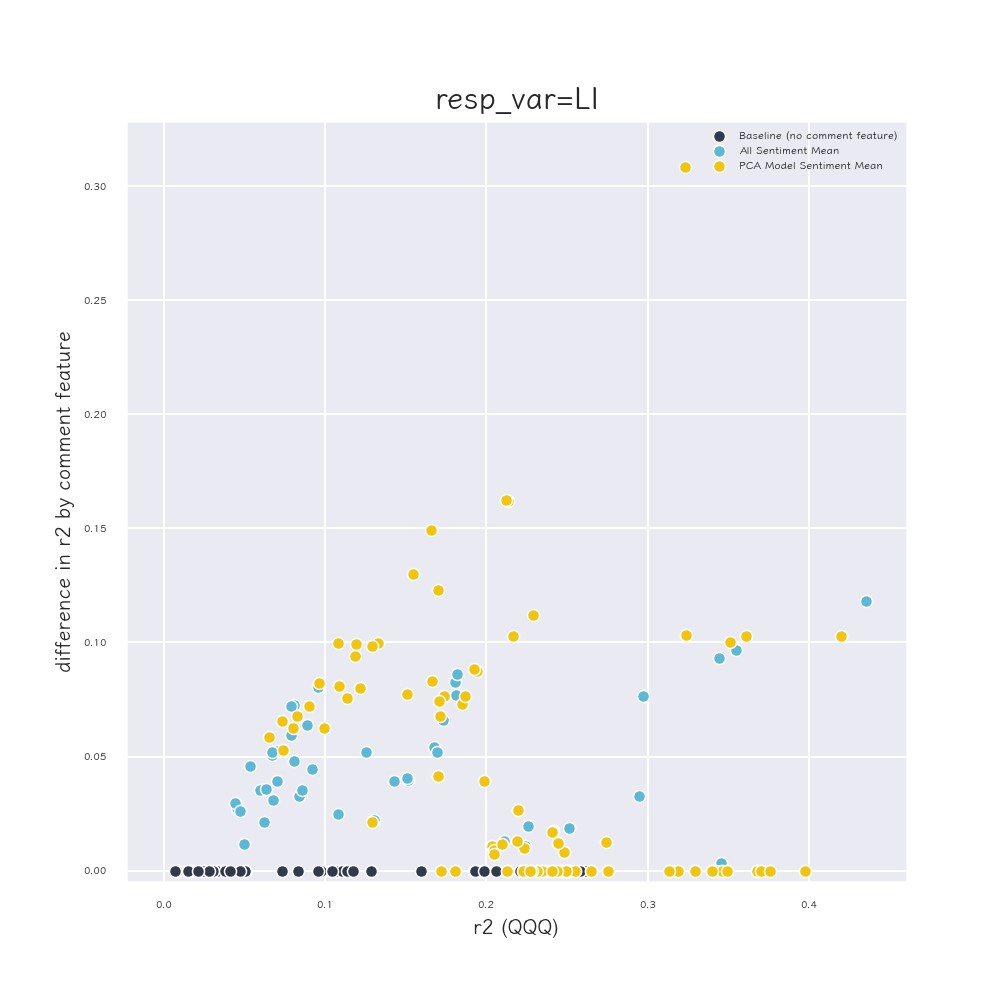 resp_var=LI
Baseline (no comment feature)
All Sentiment Mean
PCA Model Sentiment Mean
difference in r2 by comment feature
0.30
0.25
0.20
0.15
0.10
0.05
0.00
0.0 0.1 0.2 0.3 0.4
r2 (QQQ)